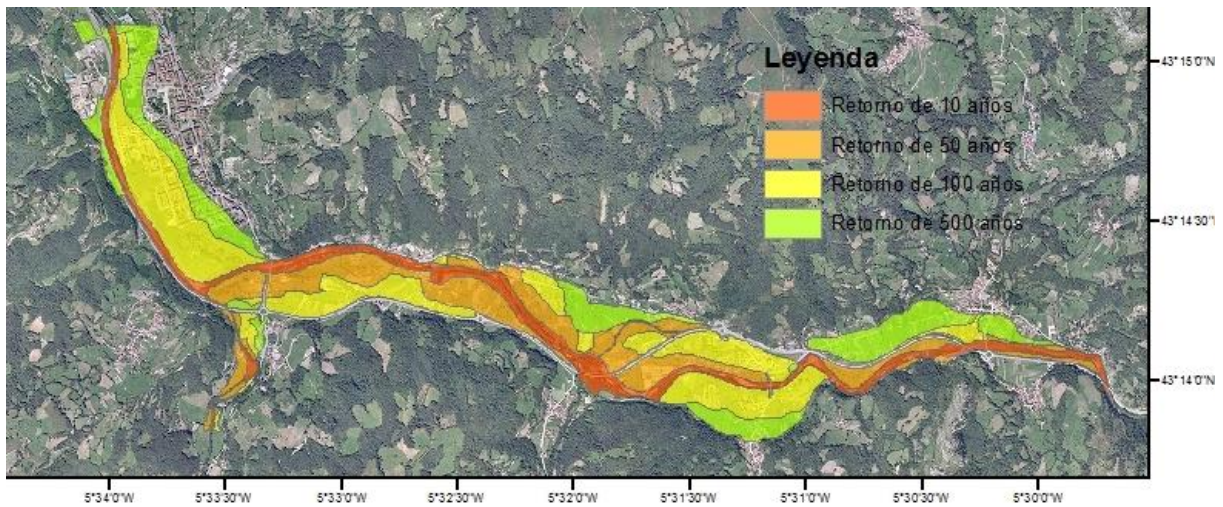 Leyenda
Retorno de 10 años
Retorno de 50 años
Retorno de 100 años
Retorno de 500 años
43°15'0"N
43°14'30"
43°14'0"N
5°34'0"W
5°33'30"W
5°33'0"W
5°32'30"W
5°32'0"W
5°31'30"W
5°31'0"W
5°30'30"W
5°30'0"W